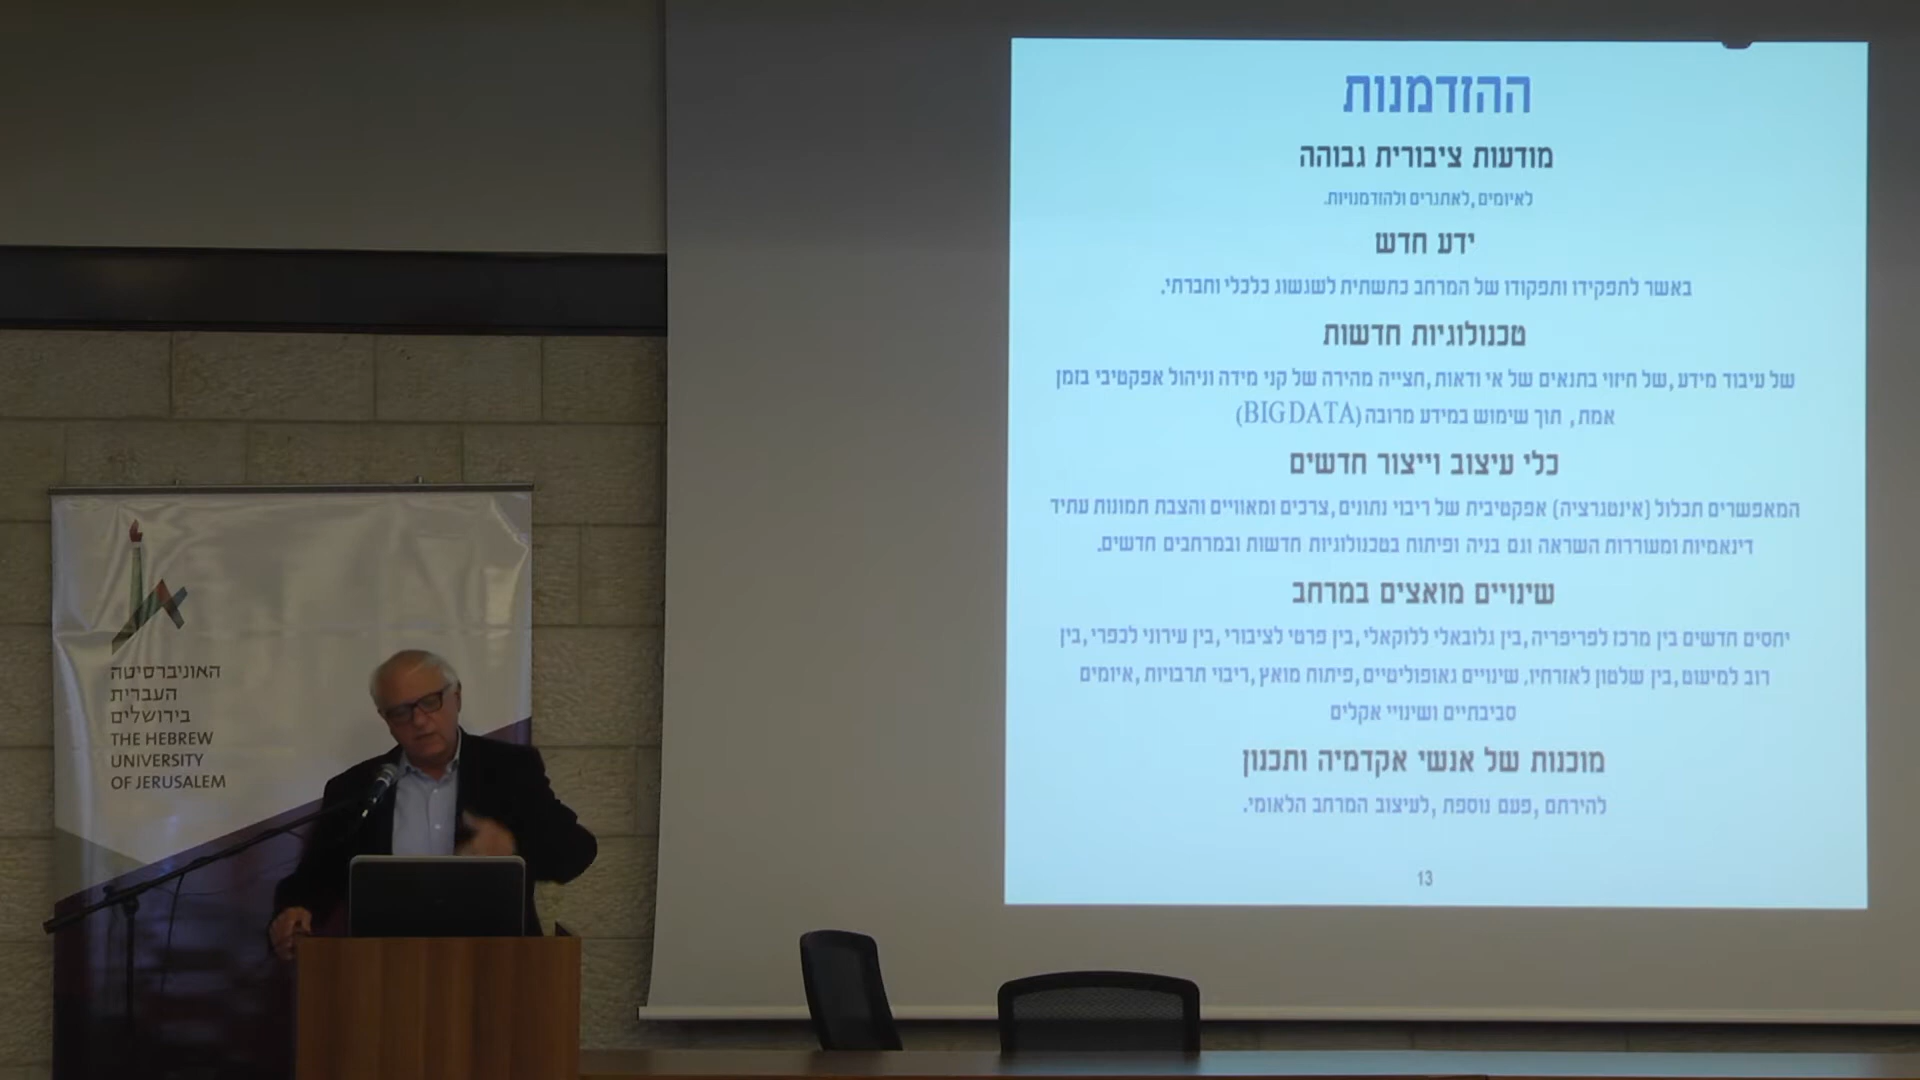 ההזדמנות
מודעות ציבורית גבוהה
לאיומים ,לאתגרים ולהזדמנויות.
ידע חדש
באשר לתפקידו ותפקודו של המרחב כתשתית לשגשוג כלכלי וחברתי.
טכנולוגיות חדשות
של עיבוד מידע ,של חיזוי בתנאים של אי ודאות ,חצייה מהירה של קני מידה וניהול אפקטיבי בזמן
אמת , תוך שימוש במידע מרובה (BIG DATA)
כלי עיצוב וייצור חדשים
המאפשרים תכלול (אינטגרציה) אפקטיבית של ריבוי נתונים ,צרכים ומאוויים והצבת תמונות עתיד
דינאמיות ומעוררות השראה וגם בניה ופיתוח בטכנולוגיות חדשות ובמרחבים חדשים.
שינויים מואצים במרחב
יחסים חדשים בין מרכז לפריפריה ,בין גלובאלי ללוקאלי ,בין פרטי לציבורי ,בין עירוני לכפרי ,בין
רוב למיעוט ,בין שלטון לאזרחיו, שינויים גאופוליטיים ,פיתוח מואץ ,ריבוי תרבויות ,איומים
סביבתיים ושינויי אקלים
מוכנות של אנשי אקדמיה ותכנון
להירתם ,פעם נוספת ,לעיצוב המרחב הלאומי.
13
האוניברסיטה
העברית
בירושלים
THE HEBREW
UNIVERSITY
OF JERUSALEM